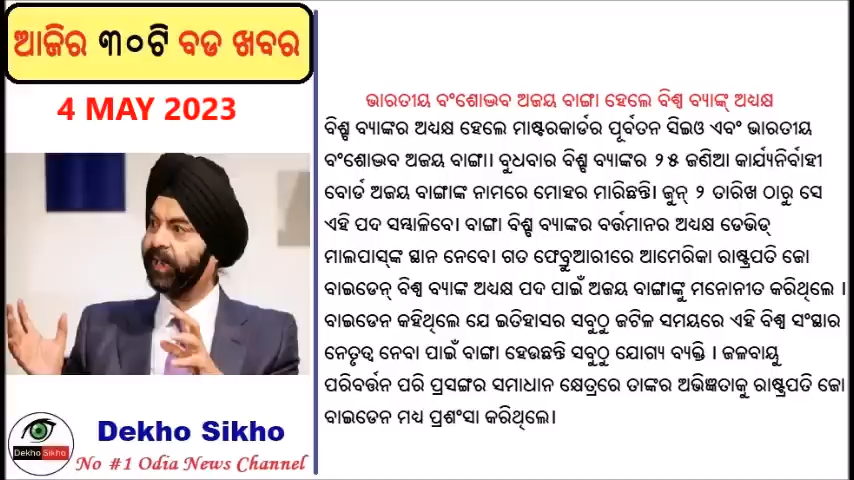 ଆଜିର ୩୦ଟି ବଡ ଖବର
4 MAY 2023
ଭାରତୀୟ ବଂଶୋଦ୍ଭବ ଅଜୟ ବାଙ୍ଗା ହେଲେ ବିଶ୍ୱ ବ୍ୟାଙ୍କ୍ ଅଧ୍ୟକ୍ଷ
ବିଶ୍ବ ବ୍ୟାଙ୍କର ଅଧ୍ୟକ୍ଷ ହେଲେ ମାଷ୍ଟରକାର୍ଡର ପୂର୍ବତନ ସିଇଓ ଏବଂ ଭାରତୀୟ
ବଂଶୋଦ୍ଭବ ଅଜୟ ବାଙ୍ଗା। ବୁଧବାର ବିଶ୍ବ ବ୍ୟାଙ୍କର ୨୫ ଜଣିଆ କାର୍ଯ୍ୟନିର୍ବାହୀ
ବୋର୍ଡ ଅଜୟ ବାଙ୍ଗାଙ୍କ ନାମରେ ମୋହର ମାରିଛନ୍ତି। ଜୁନ୍ ୨ ତାରିଖ ଠାରୁ ସେ
ଏହି ପଦ ସମ୍ଭାଳିବେ। ବାଙ୍ଗା ବିଶ୍ବ ବ୍ୟାଙ୍କର ବର୍ତ୍ତମାନର ଅଧ୍ୟକ୍ଷ ଡେଭିଡ୍
ମାଲପାସ୍‌ଙ୍କ ସ୍ଥାନ ନେବେ। ଗତ ଫେବ୍ରୁଆରୀରେ ଆମେରିକା ରାଷ୍ଟ୍ରପତି ଜୋ
ବାଇଡେନ୍ ବିଶ୍ବ ବ୍ୟାଙ୍କ ଅଧ୍ୟକ୍ଷ ପଦ ପାଇଁ ଅଜୟ ବାଙ୍ଗାଙ୍କୁ ମନୋନୀତ କରିଥିଲେ ।
ବାଇଡେନ କହିଥିଲେ ଯେ ଇତିହାସର ସବୁଠୁ ଜଟିଳ ସମୟରେ ଏହି ବିଶ୍ୱ ସଂସ୍ଥାର
ନେତୃତ୍ୱ ନେବା ପାଇଁ ବାଙ୍ଗା ହେଉଛନ୍ତି ସବୁଠୁ ଯୋଗ୍ୟ ବ୍ୟକ୍ତି । ଜଳବାୟୁ
ପରିବର୍ତ୍ତନ ପରି ପ୍ରସଙ୍ଗର ସମାଧାନ କ୍ଷେତ୍ରରେ ତାଙ୍କର ଅଭିଜ୍ଞତାକୁ ରାଷ୍ଟ୍ରପତି ଜୋ
ବାଇଡେନ ମଧ୍ୟ ପ୍ରଶଂସା କରିଥିଲେ।
Dekho Sikho
Dekho Sikho
No #1 Odia News Channel